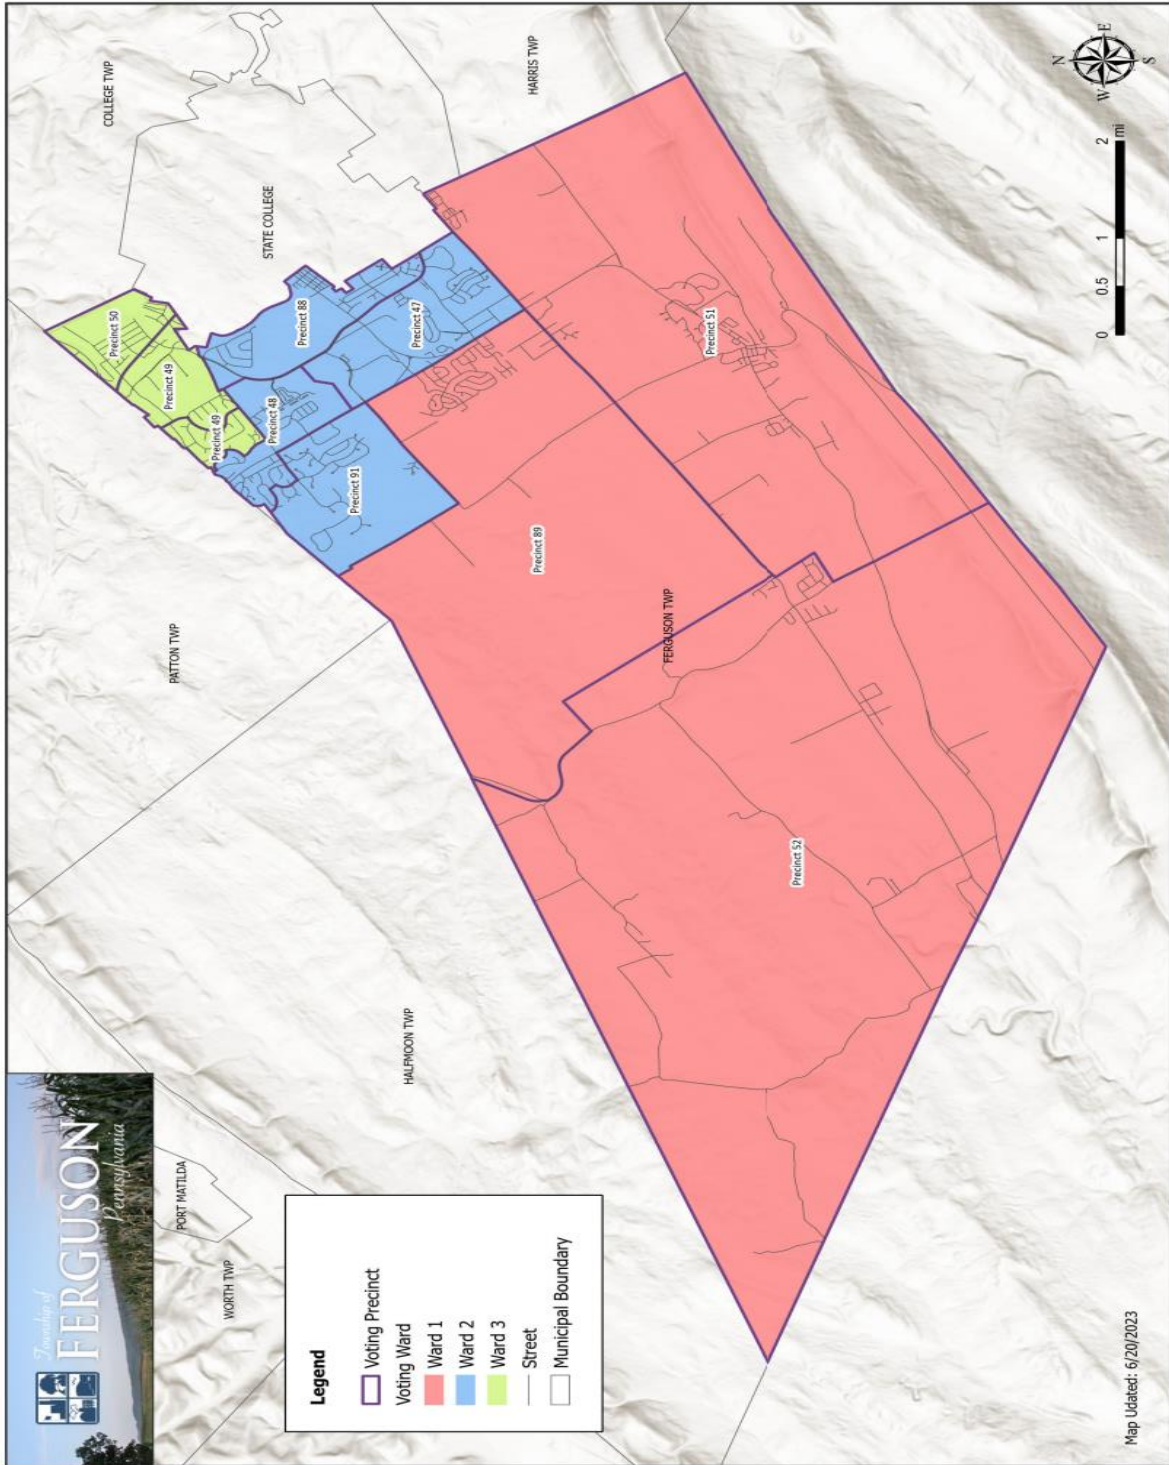 Township of
FERGUSON
Pennsylvania
COLLEGE TWP
HARRIS TWP
STATE COLLEGE
PATTON TWP
HALFMOON TWP
PORT MATILDA
WORTH TWP
FERGUSON TWP
Precinct 50
Precinct 49
Precinct 49
Precinct 48
Precinct 88
Precinct 47
Precinct 91
Precinct 89
Precinct 51
Precinct 52
Legend
Voting Precinct
Voting Ward
Ward 1
Ward 2
Ward 3
Street
Municipal Boundary
N
E
S
W
0 0.5 1 2
mi
Map Udated: 6/20/2023